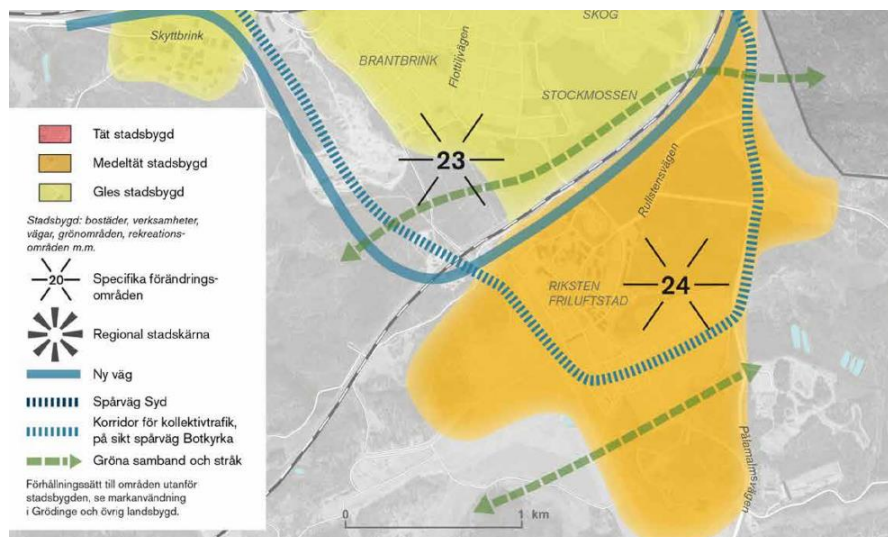 SKOG
Skyttbrink
BRANTBRINK
Flottiljvägen
STOCKMOSSEN
23
Rullstensvägen
RIKSTEN
FRILUFTSTAD
24
Pålamalmsvägen
Tät stadsbygd
Medeltät stadsbygd
Gles stadsbygd
Stadsbygd: bostäder, verksamheter,
vägar, grönområden, rekreations-
områden m.m.
20
Specifika förändrings-
områden
Regional stadskärna
Ny väg
Spårväg Syd
Korridor för kollektivtrafik,
på sikt spårväg Botkyrka
Gröna samband och stråk
Förhållningssätt till områden utanför
stadsbygden, se markanvändning
i Grödinge och övrig landsbygd.
0 1 km